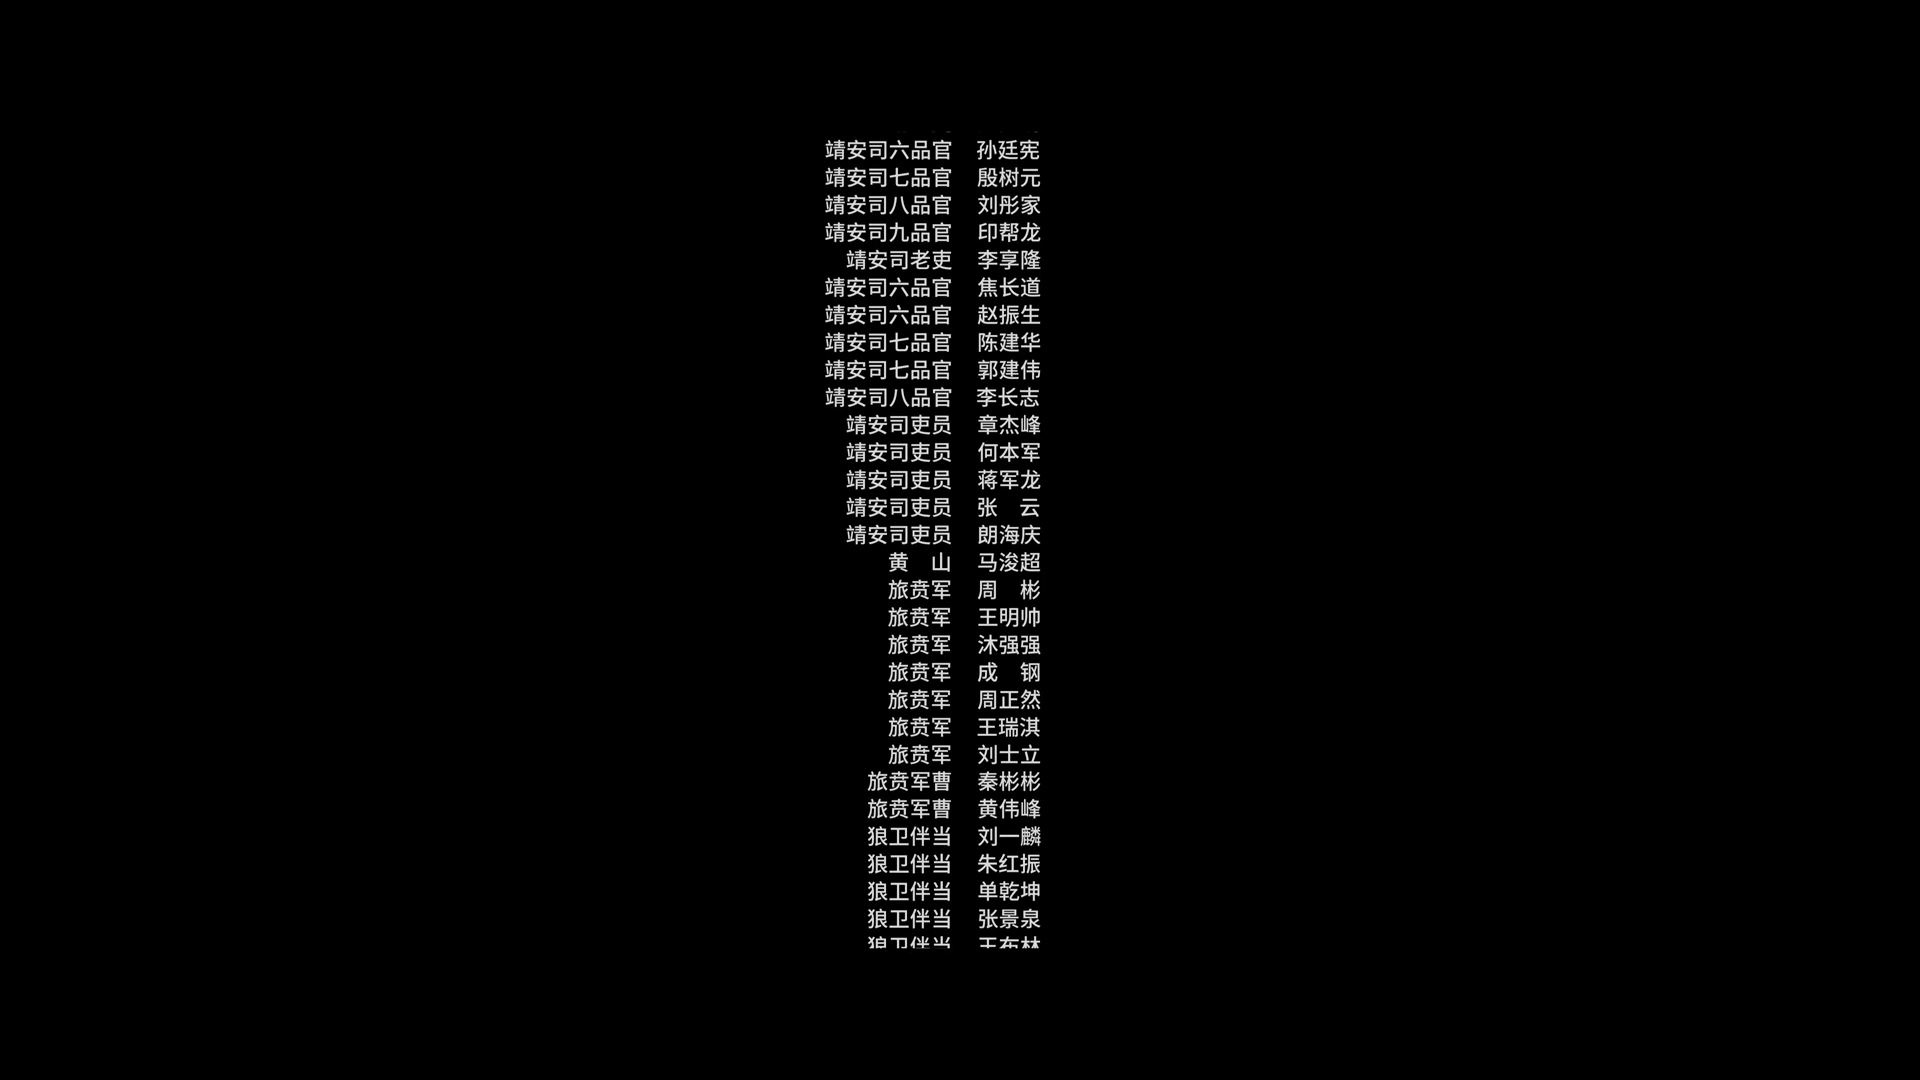 靖安司六品官 孙廷宪
靖安司七品官 殷树元
靖安司八品官 刘彤家
靖安司九品官 印帮龙
靖安司老吏 李享隆
靖安司六品官 焦长道
靖安司六品官 赵振生
靖安司七品官 陈建华
靖安司七品官 郭建伟
靖安司八品官 李长志
靖安司吏员 章杰峰
靖安司吏员 何本军
靖安司吏员 蒋军龙
靖安司吏员 张 云
靖安司吏员 朗海庆
黄 山 马浚超
旅贲军 周 彬
旅贲军 王明帅
旅贲军 沐强强
旅贲军 成 钢
旅贲军 周正然
旅贲军 王瑞淇
旅贲军 刘士立
旅贲军曹 秦彬彬
旅贲军曹 黄伟峰
狼卫伴当 刘一麟
狼卫伴当 朱红振
狼卫伴当 单乾坤
狼卫伴当 张景泉
狼卫伴当 王布林